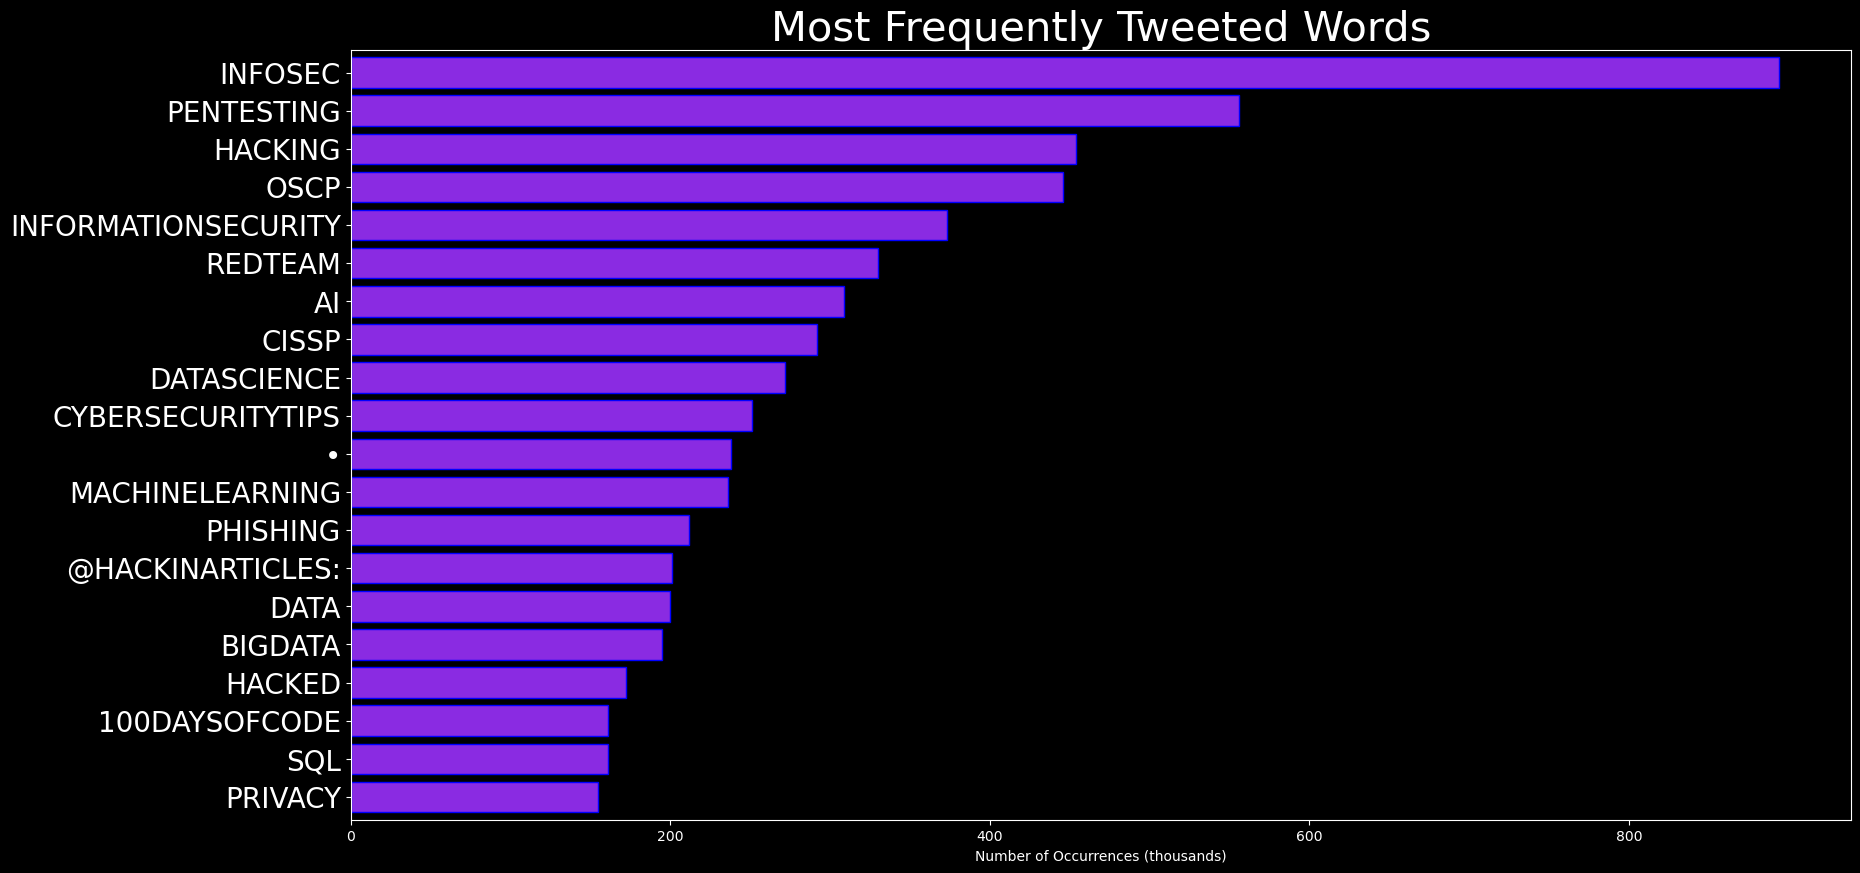 Most Frequently Tweeted Words
INFOSEC
PENTESTING
HACKING
OSCP
INFORMATIONSECURITY
REDTEAM
AI
CISSP
DATASCIENCE
CYBERSECURITYTIPS
•
MACHINELEARNING
PHISHING
@HACKINARTICLES:
DATA
BIGDATA
HACKED
100DAYSOFCODE
SQL
PRIVACY
0 200 400 600 800
Number of Occurrences (thousands)